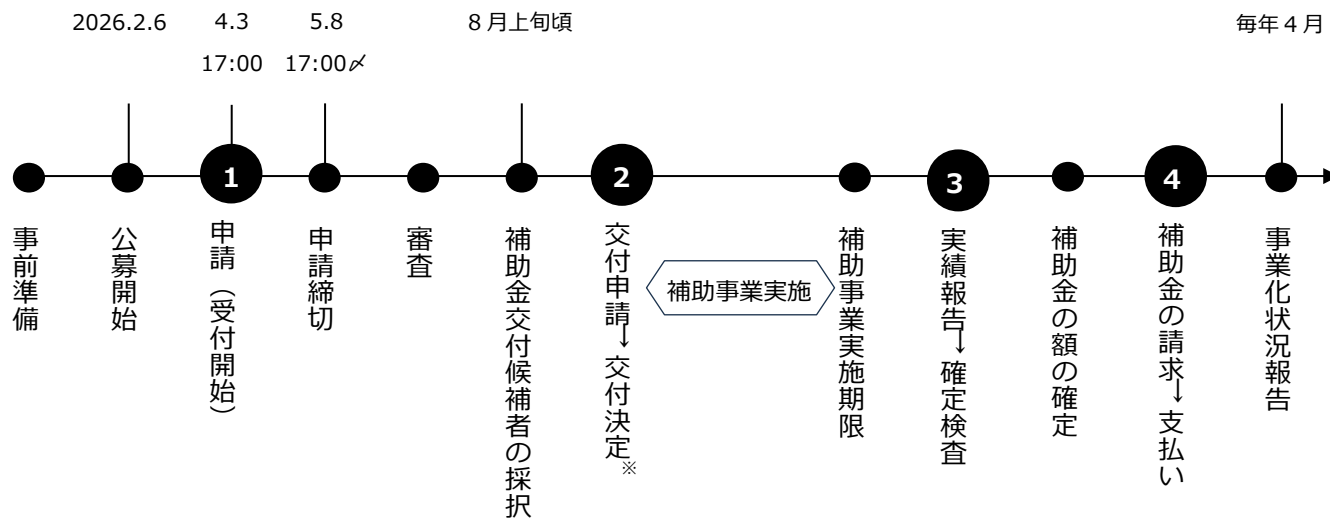 2026.2.6
4.3
17:00
5.8
17:00〆
8月上旬頃
毎年4月
1
2
3
4
事前準備
公募開始
申請（受付開始）
申請締切
審査
補助金交付候補者の採択
交付申請→交付決定※
補助事業実施
補助事業実施期限
実績報告→確定検査
補助金の額の確定
補助金の請求→支払い
事業化状況報告